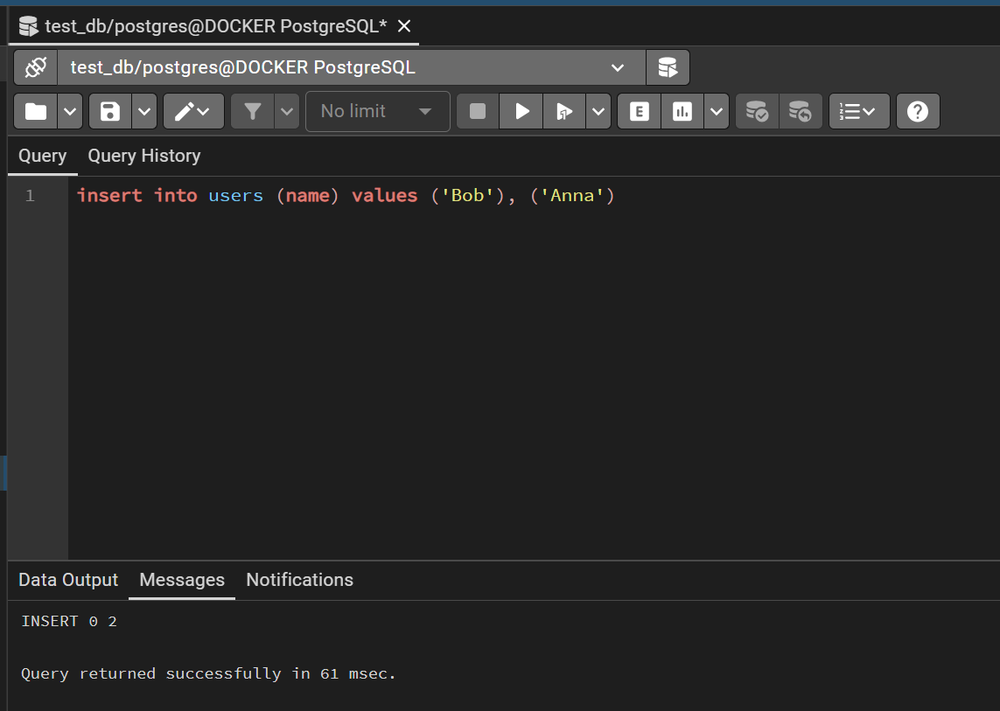 test_db/postgres@DOCKER PostgreSQL*
test_db/postgres@DOCKER PostgreSQL
No limit
E
Query Query History
1 insert into users (name) values ('Bob'), ('Anna')
Data Output Messages Notifications
INSERT 0 2
Query returned successfully in 61 msec.